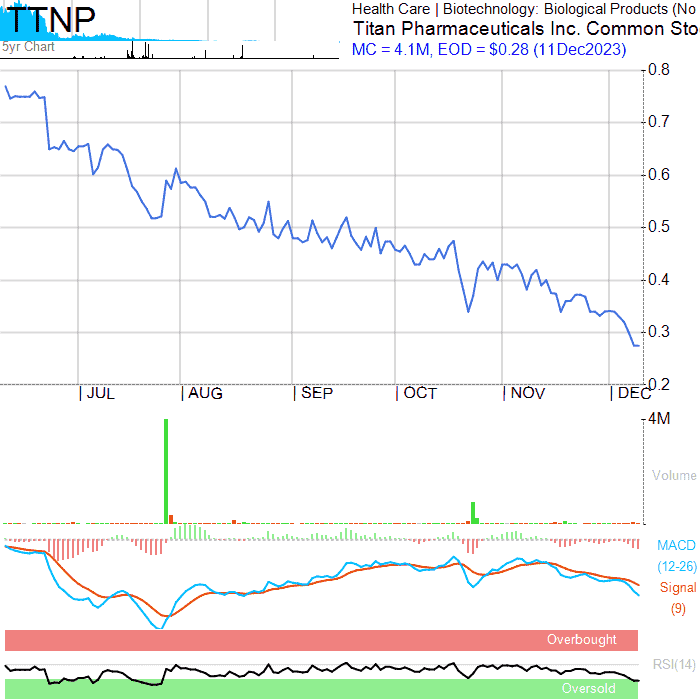 TTNP
5yr Chart
Health Care | Biotechnology: Biological Products (No
Titan Pharmaceuticals Inc. Common Sto
MC = 4.1M, EOD = $0.28 (11Dec2023)
0.8
0.7
0.6
0.5
0.4
0.3
0.2
| JUL | AUG | SEP | OCT | NOV | DEC
4M
Volume
MACD
(12-26)
Signal
(9)
Overbought
RSI(14)
Oversold